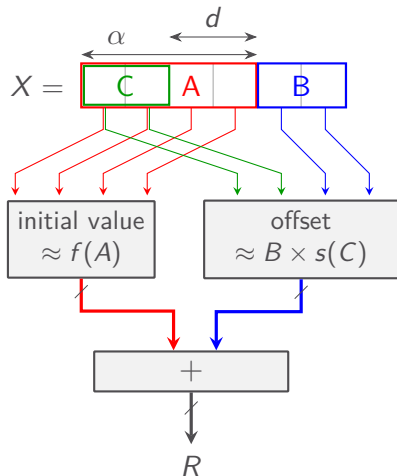 d
α
X = C A B
initial value
≈ f(A)
offset
≈ B × s(C)
+
R